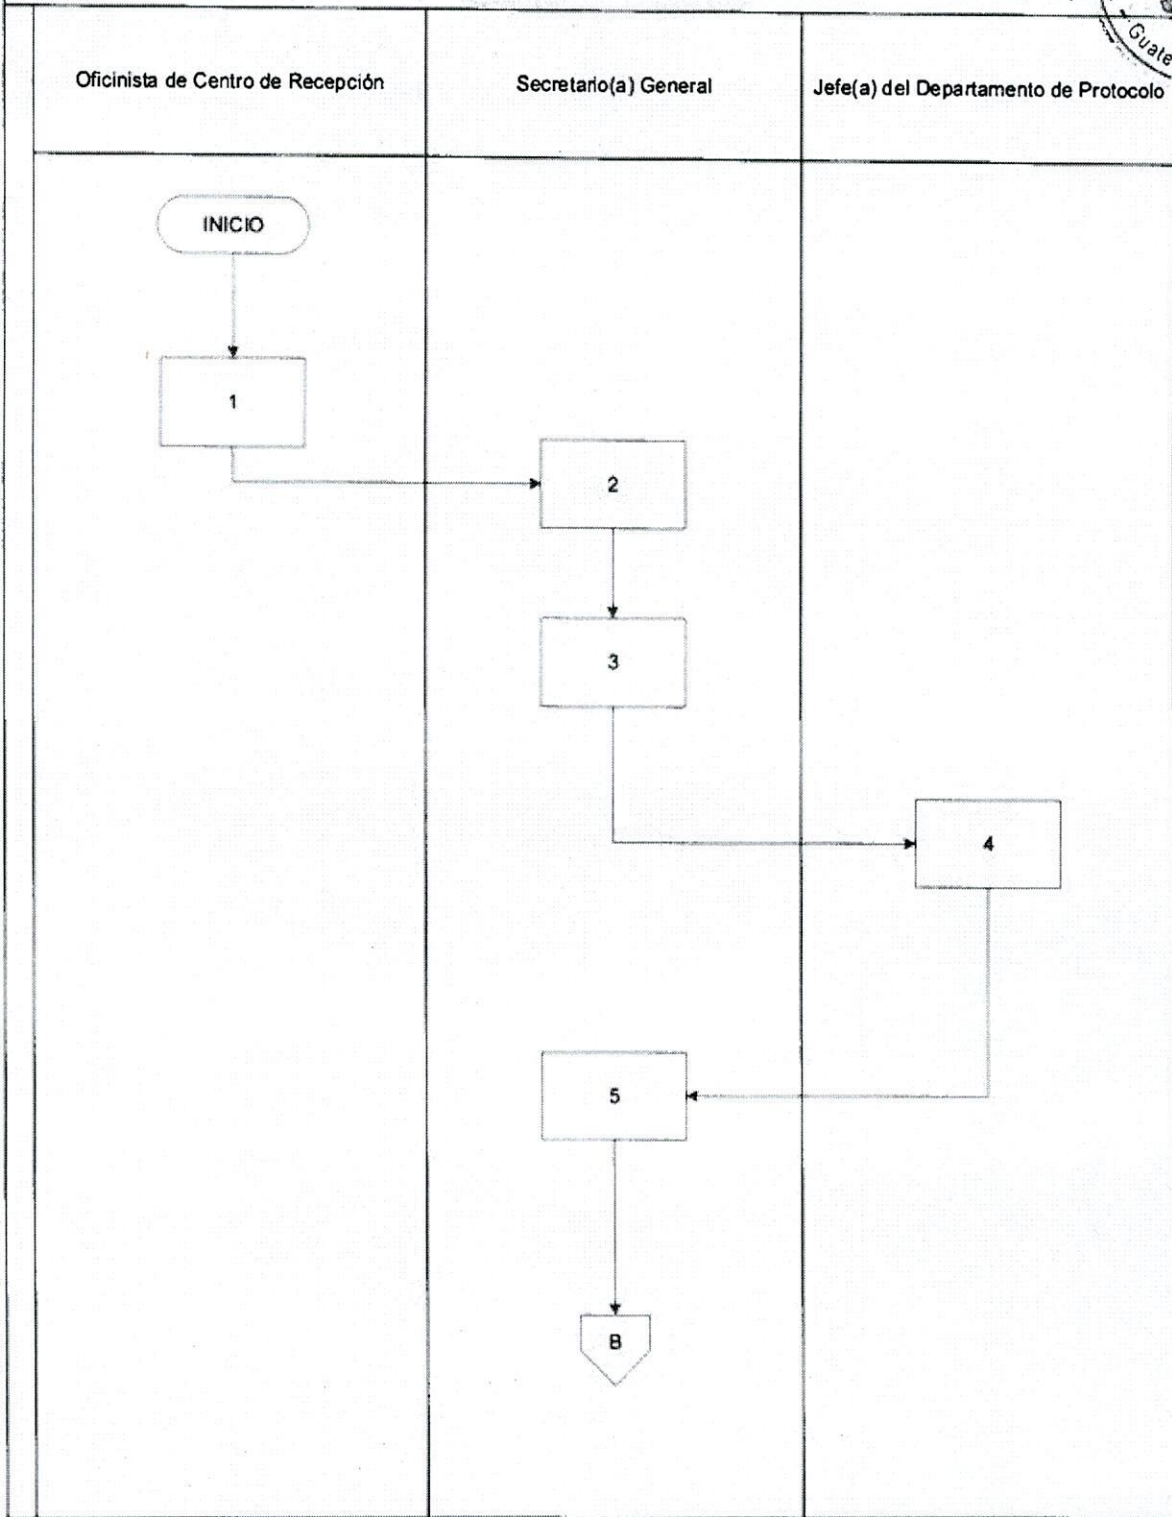 Oficinista de Centro de Recepción
Secretario(a) General
Jefe(a) del Departamento de Protocolo
INICIO
1
2
3
4
5
B